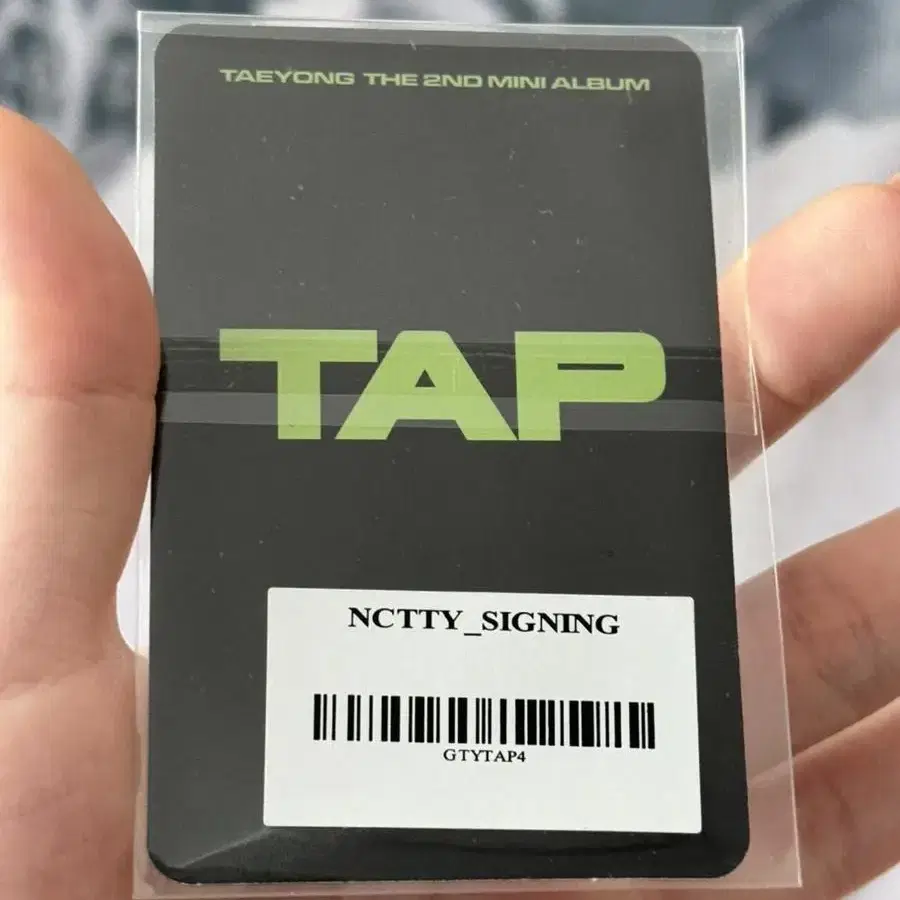 TAEYONG THE 2ND MINI ALBUM
TAP
NCTTY_SIGNING
GTYTAP4